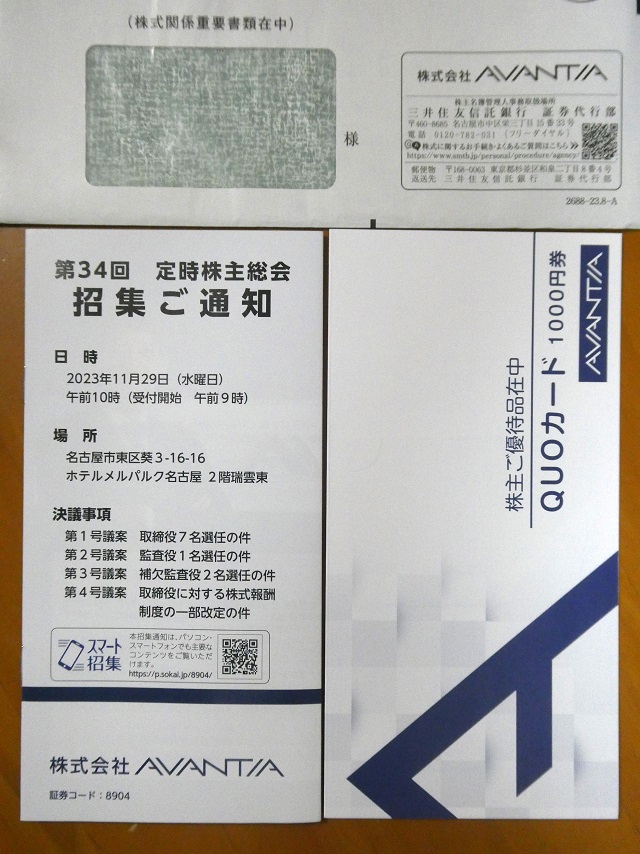 (株式関係重要書類在中)
様
株式会社 AVANTIA
株主名簿管理人事務取扱場所
三井住友信託銀行 証券代行部
〒460-8685 名古屋市中区栄三丁目15番33号
電話 0120-782-031 (フリーダイヤル)
株式に関するお手続き・よくあるご質問はこちら
https://www.smtb.jp/personal/procedure/agency/
郵便物 〒168-0063 東京都杉並区和泉二丁目8番4号
返送先 三井住友信託銀行 証券代行部
2688-23.8-A
第34回 定時株主総会
招集ご通知
日 時
2023年11月29日(水曜日)
午前10時(受付開始 午前9時)
場 所
名古屋市東区葵3-16-16
ホテルメルパルク名古屋 2階瑞雲東
決議事項
第1号議案 取締役7名選任の件
第2号議案 監査役1名選任の件
第3号議案 補欠監査役2名選任の件
第4号議案 取締役に対する株式報酬
制度の一部改定の件
スマート
招集
本招集通知は、パソコン・
スマートフォンでも主要な
コンテンツをご覧いただ
けます。
https://p.sokai.jp/8904/
株式会社 AVANTIA
証券コード:8904
AVANTIA
QUOカード 1000円券
株主ご優待品在中